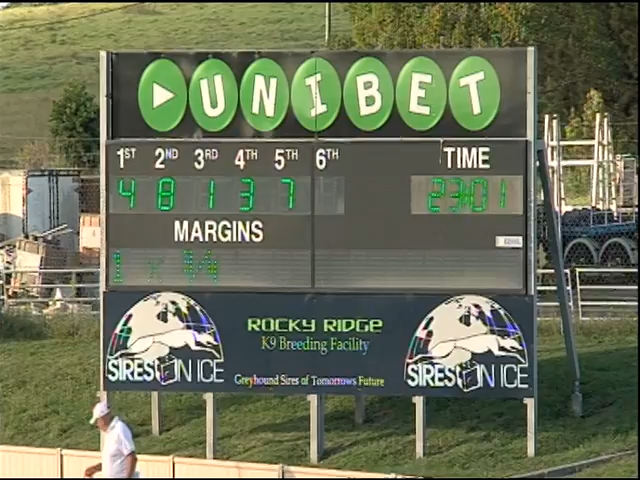 UNIBET
1ST 2ND 3RD 4TH 5TH 6TH TIME
4 8 1 3 7 23:01
MARGINS
ROCKY RIDGE
K9 Breeding Facility
SIRES ON ICE SIRES ON ICE
Greyhound Sires of Tomorrows Future